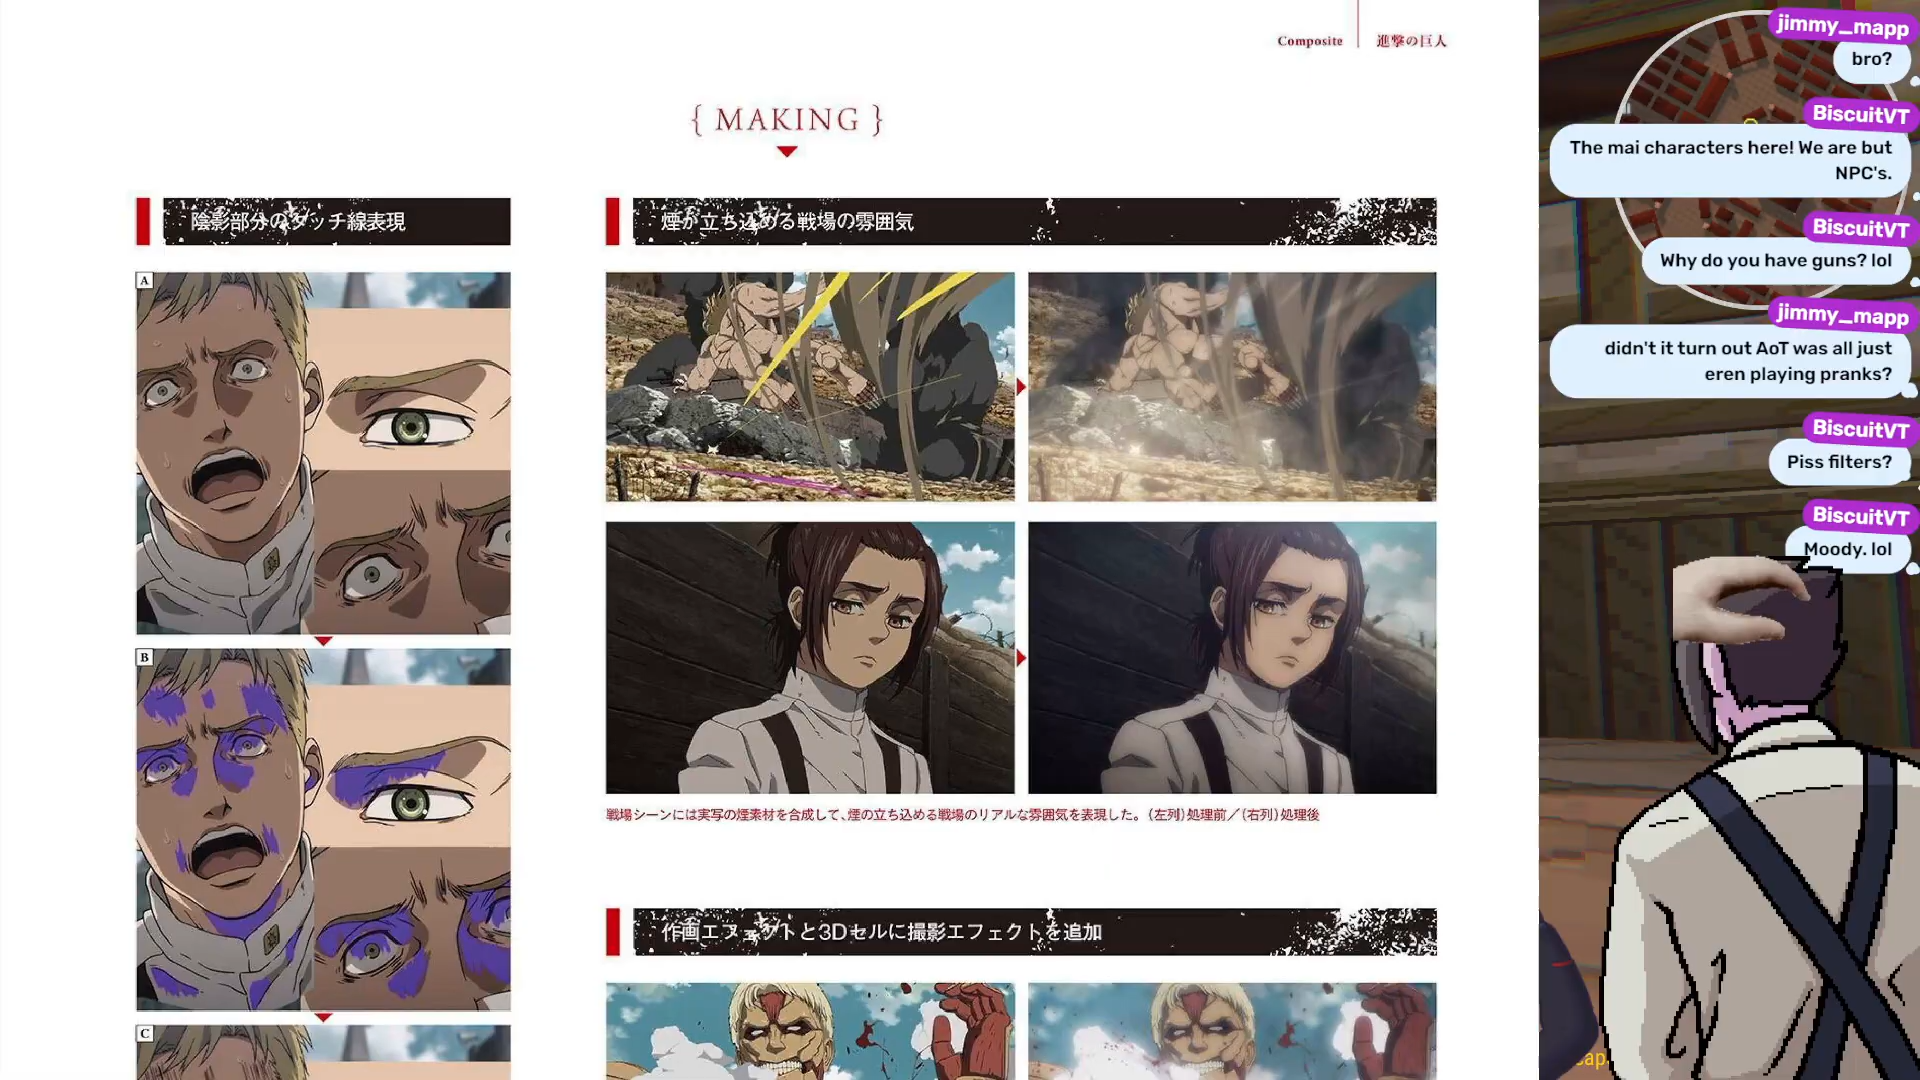 Composite
進撃の巨人
{ MAKING }
陰影部分のタッチ線表現
煙が立ち込める戦場の雰囲気
A
B
C
戦場シーンには実写の煙素材を合成して、煙の立ち込める戦場のリアルな雰囲気を表現した。（左列）処理前／（右列）処理後
作画エフェクトと3Dセルに撮影エフェクトを追加
jimmy_mapp
bro?
BiscuitVT
The mai characters here! We are but
NPC's.
BiscuitVT
Why do you have guns? lol
jimmy_mapp
didn't it turn out AoT was all just
eren playing pranks?
BiscuitVT
Piss filters?
BiscuitVT
Moody. lol